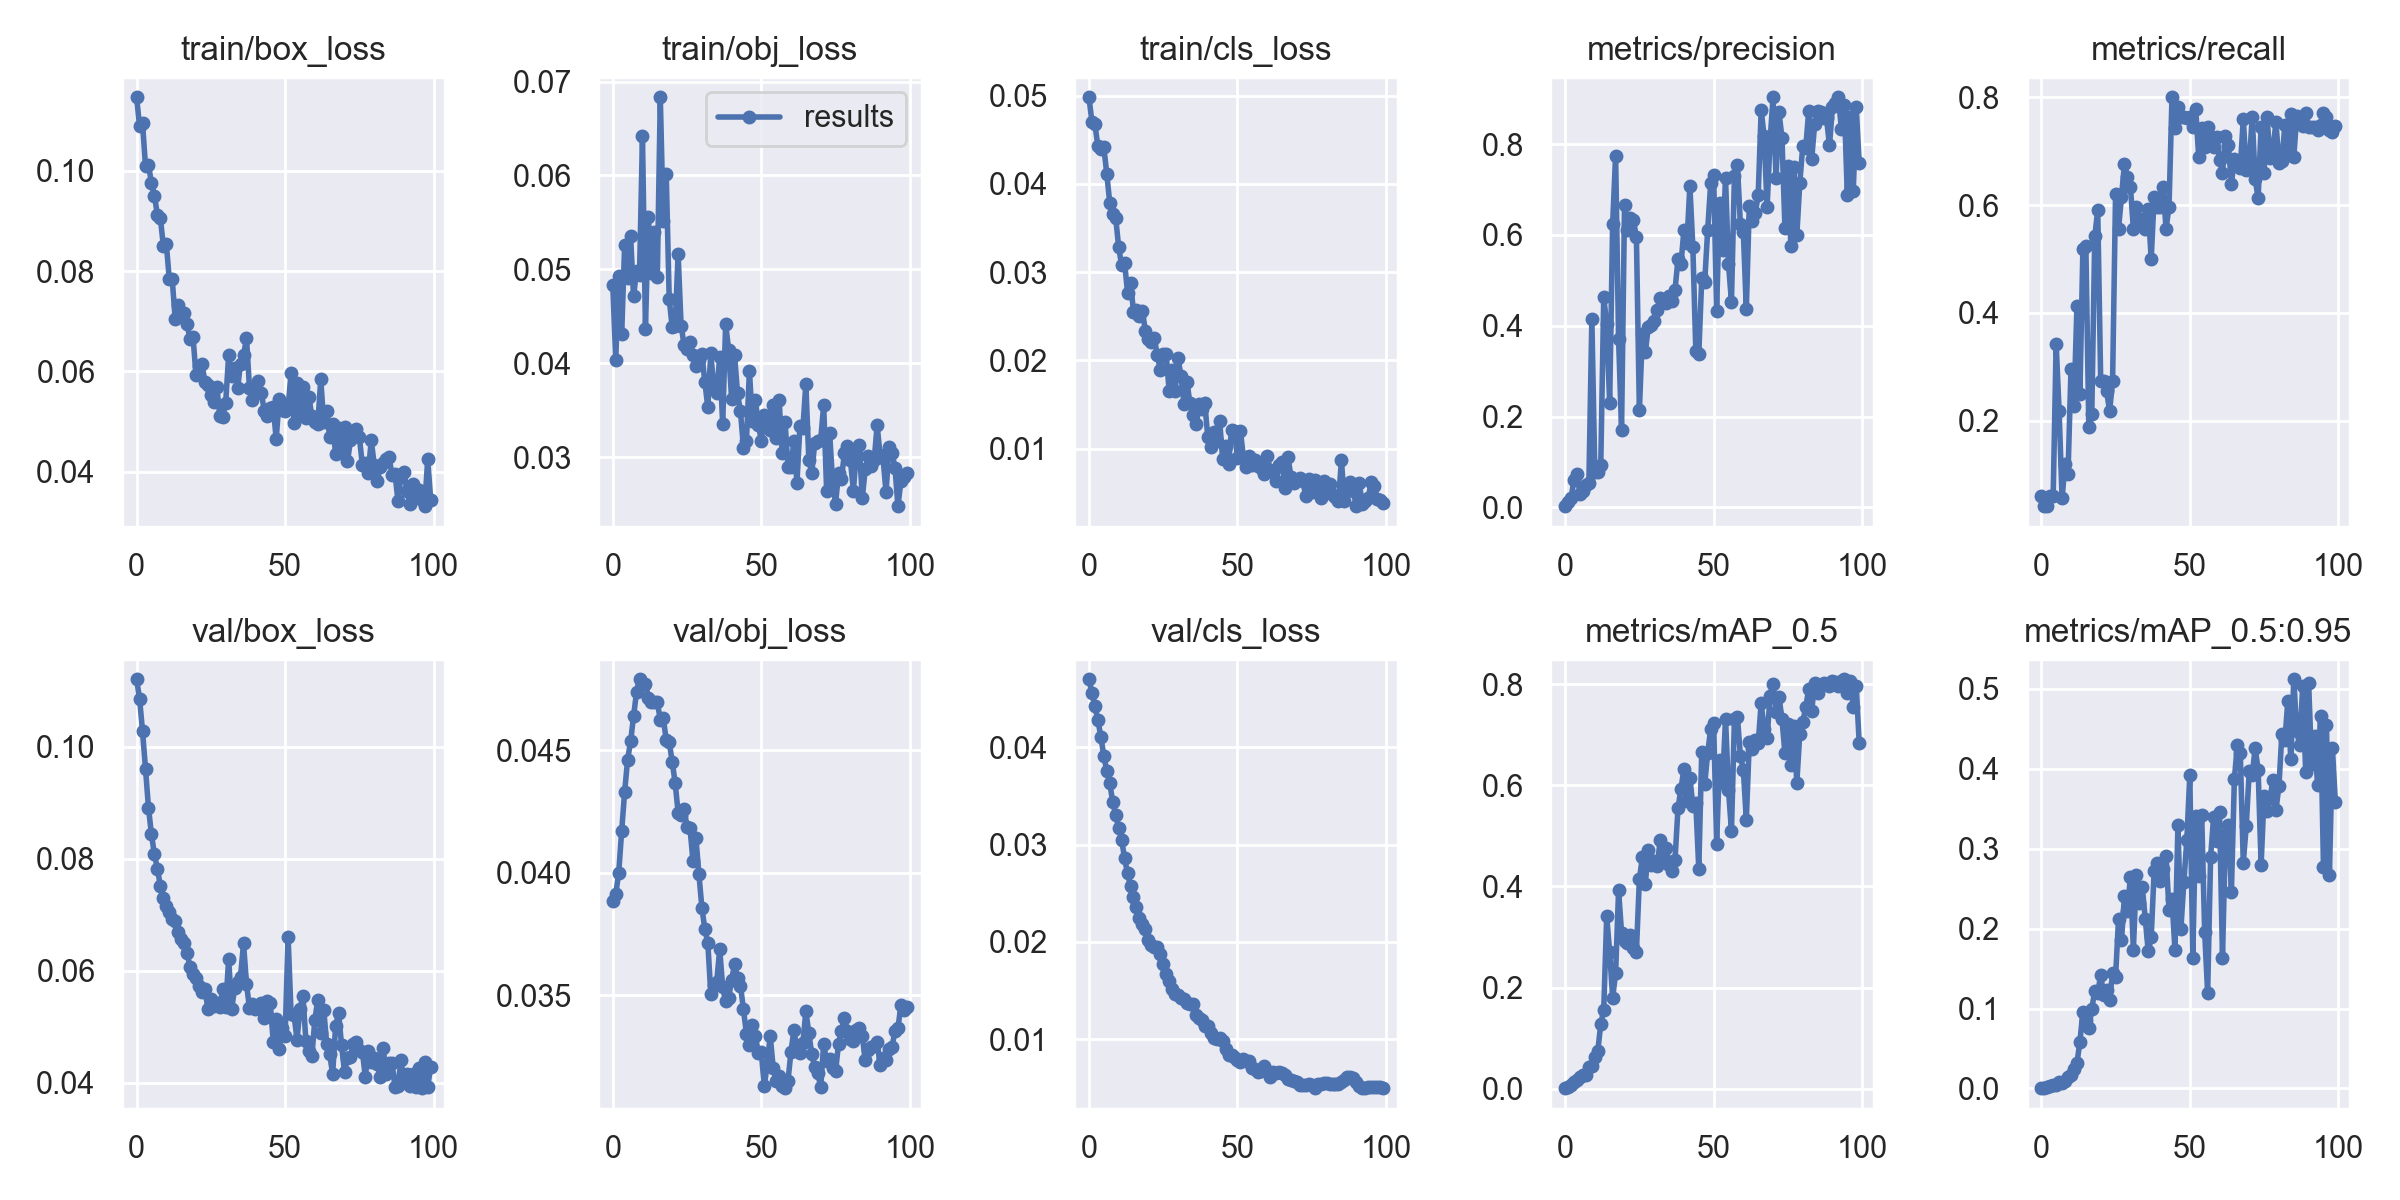 train/box_loss
train/obj_loss
train/cls_loss
metrics/precision
metrics/recall
0.10
0.08
0.06
0.04
0 50 100
results
0.07
0.06
0.05
0.04
0.03
0 50 100
0.05
0.04
0.03
0.02
0.01
0 50 100
0.8
0.6
0.4
0.2
0.0
0 50 100
0.8
0.6
0.4
0.2
0 50 100
val/box_loss
val/obj_loss
val/cls_loss
metrics/mAP_0.5
metrics/mAP_0.5:0.95
0.10
0.08
0.06
0.04
0 50 100
0.045
0.040
0.035
0 50 100
0.04
0.03
0.02
0.01
0 50 100
0.8
0.6
0.4
0.2
0.0
0 50 100
0.5
0.4
0.3
0.2
0.1
0.0
0 50 100